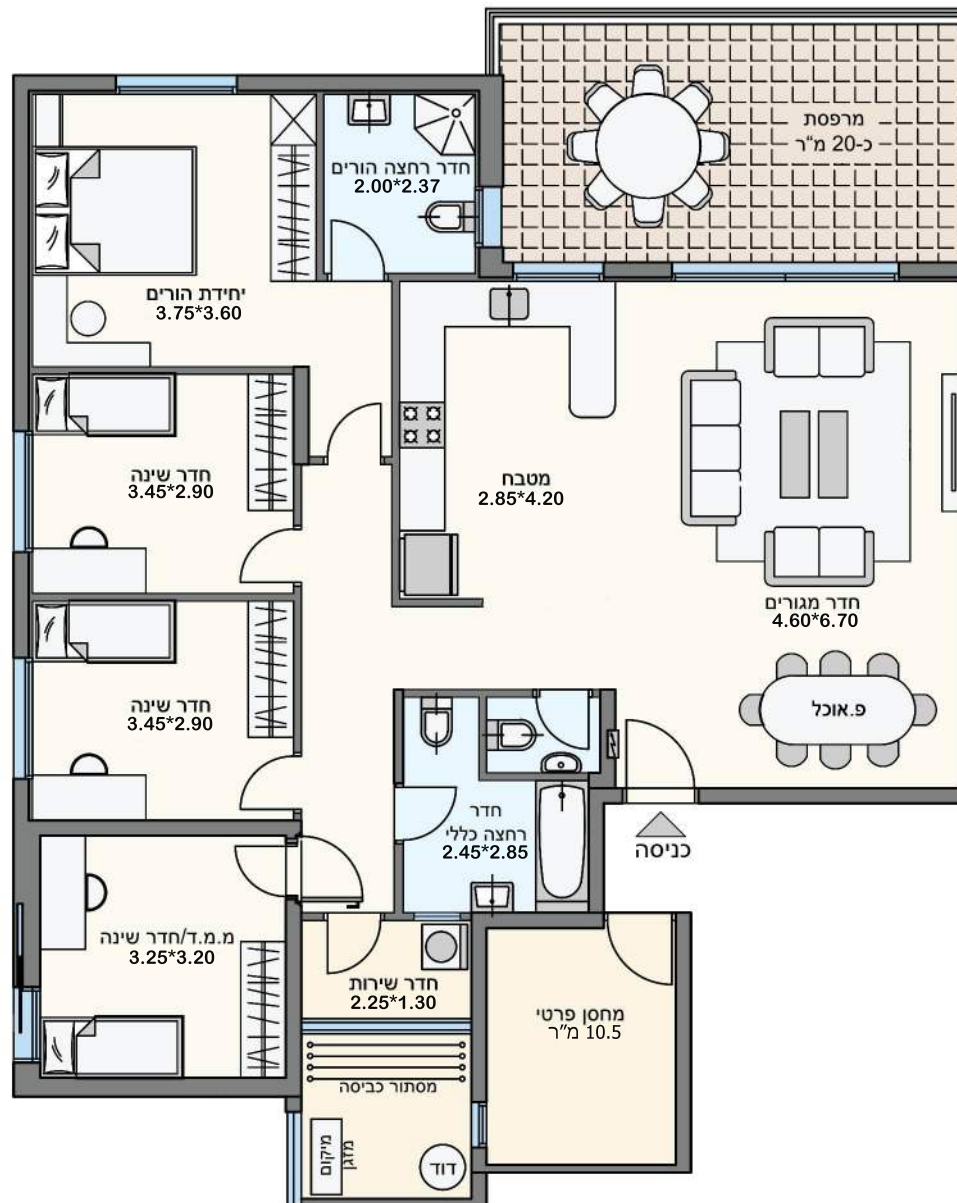 מרפסת
כ-20 מ"ר
חדר רחצה הורים
2.00*2.37
יחידת הורים
3.75*3.60
חדר שינה
3.45*2.90
מטבח
2.85*4.20
חדר מגורים
4.60*6.70
חדר שינה
3.45*2.90
פ.אוכל
חדר
רחצה כללי
2.45*2.85
כניסה
מ.מ.ד/חדר שינה
3.25*3.20
חדר שירות
2.25*1.30
מחסן פרטי
10.5 מ"ר
מסתור כביסה
מיקום
מזגן
דוד